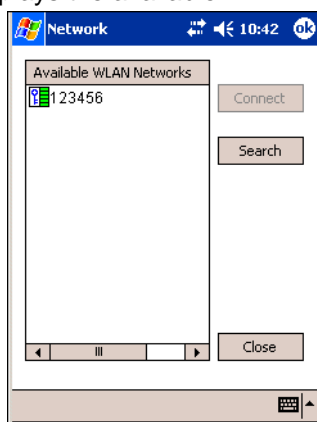 Network 10:42 ok
Available WLAN Networks
123456
Connect
Search
Close